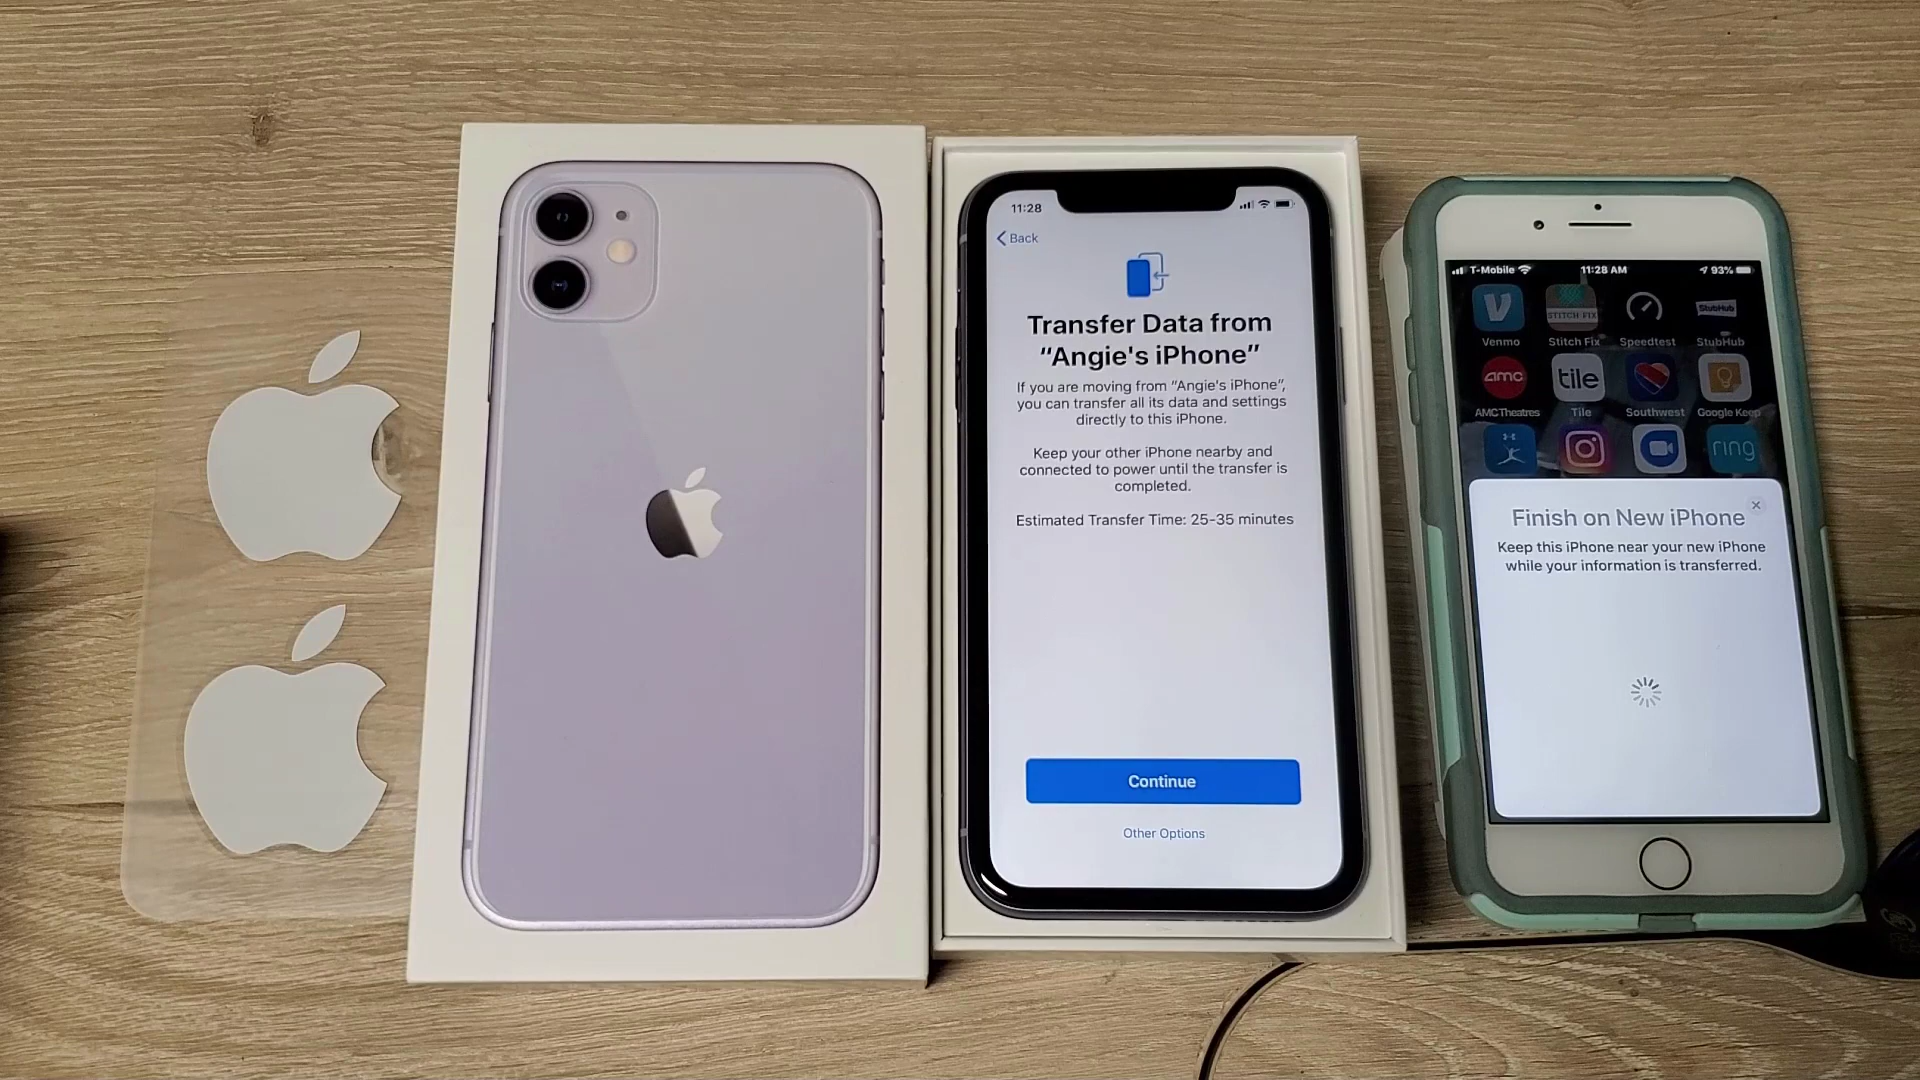 11:28
Back
Transfer Data from
“Angie's iPhone”
If you are moving from “Angie's iPhone”,
you can transfer all its data and settings
directly to this iPhone.
Keep your other iPhone nearby and
connected to power until the transfer is
completed.
Estimated Transfer Time: 25-35 minutes
Continue
Other Options
T-Mobile 11:28 AM 93%
STITCH FIX StubHub
Venmo Stitch Fix Speedtest StubHub
amc tile
AMC Theatres Tile Southwest Google Keep
ring
Finish on New iPhone
Keep this iPhone near your new iPhone
while your information is transferred.